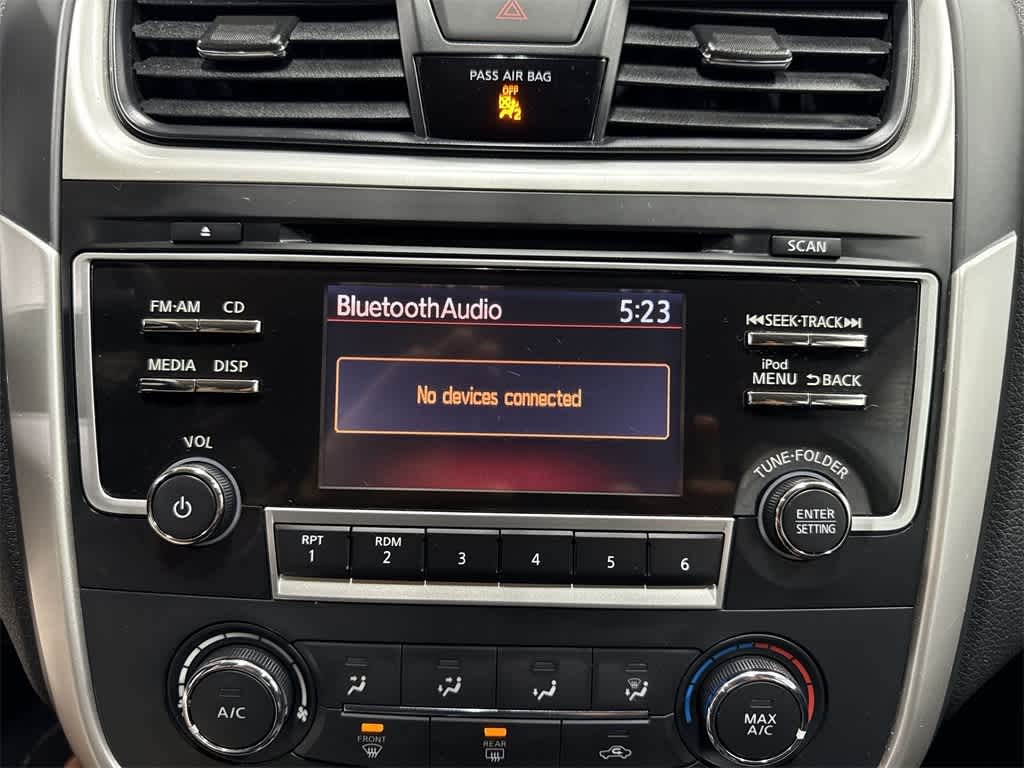 PASS AIR BAG
OFF
2
SCAN
FM·AM CD
BluetoothAudio 5:23
SEEK·TRACK
MEDIA DISP
iPod
MENU BACK
No devices connected
VOL
TUNE·FOLDER
ENTER
SETTING
RPT
1
RDM
2
3
4
5
6
A/C
MAX
A/C
FRONT
REAR